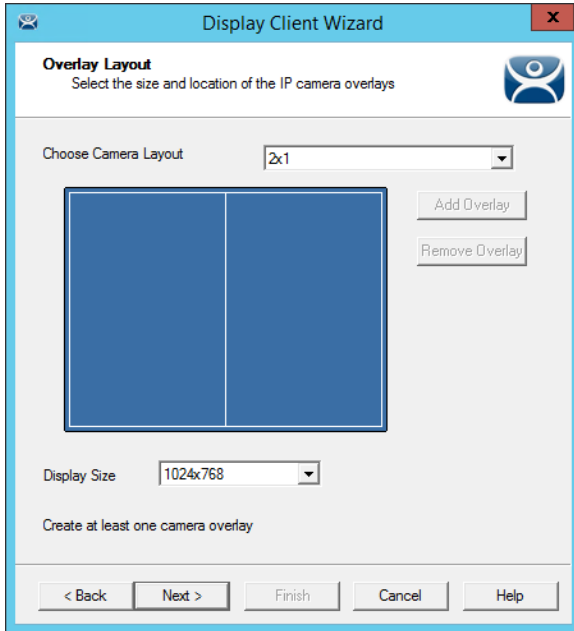 Display Client Wizard
x
Overlay Layout
Select the size and location of the IP camera overlays
Choose Camera Layout
2x1
Add Overlay
Remove Overlay
Display Size
1024x768
Create at least one camera overlay
< Back
Next >
Finish
Cancel
Help